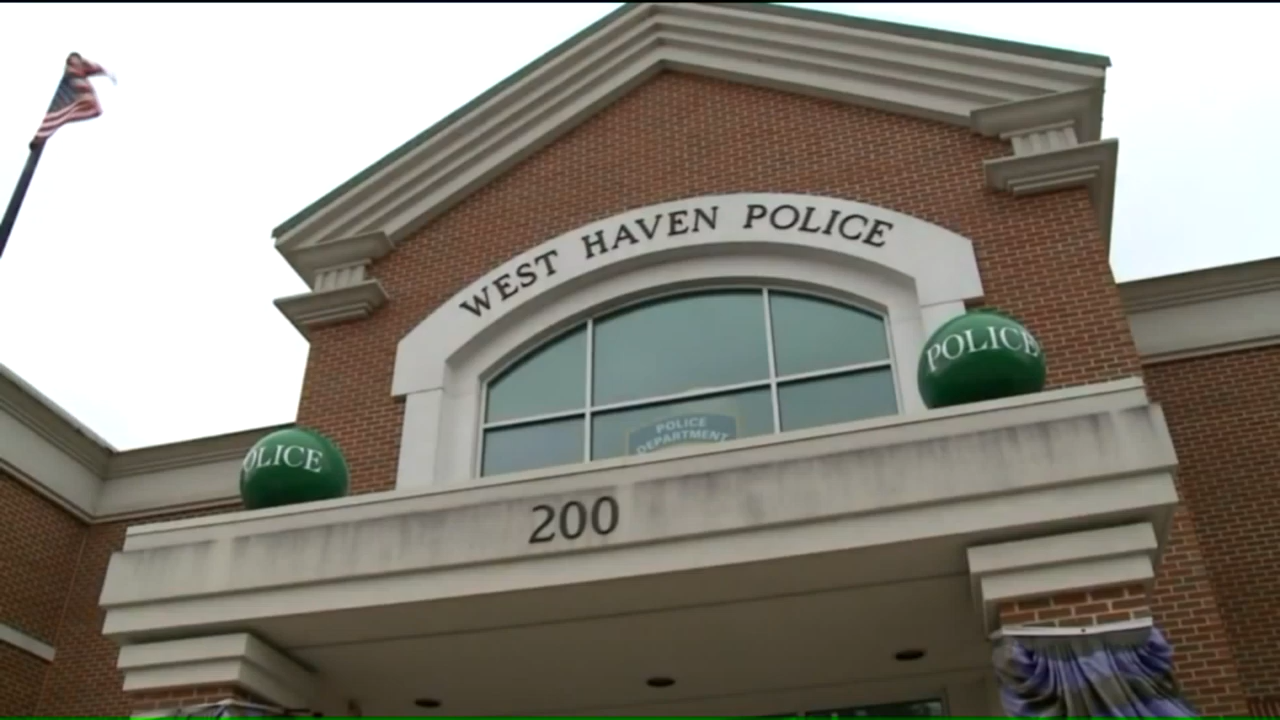 WEST HAVEN POLICE
POLICE
POLICE
DEPARTMENT
OLICE
200